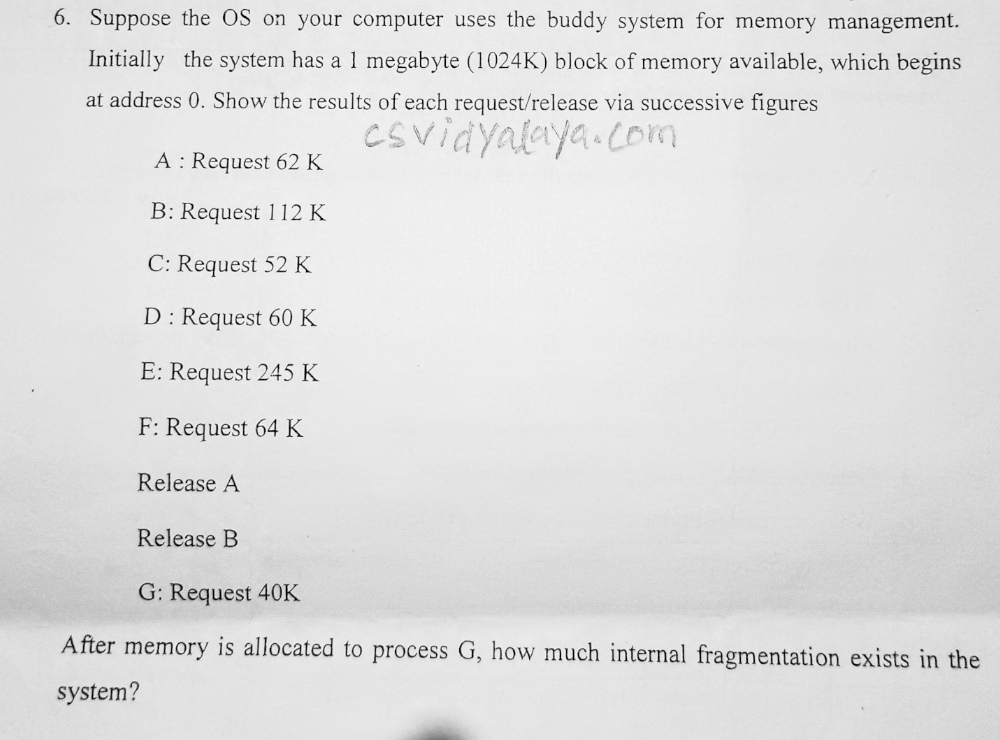 6. Suppose the OS on your computer uses the buddy system for memory management.
Initially the system has a 1 megabyte (1024K) block of memory available, which begins
at address 0. Show the results of each request/release via successive figures
csvidyalaya.com
A : Request 62 K
B: Request 112 K
C: Request 52 K
D : Request 60 K
E: Request 245 K
F: Request 64 K
Release A
Release B
G: Request 40K
After memory is allocated to process G, how much internal fragmentation exists in the
system?